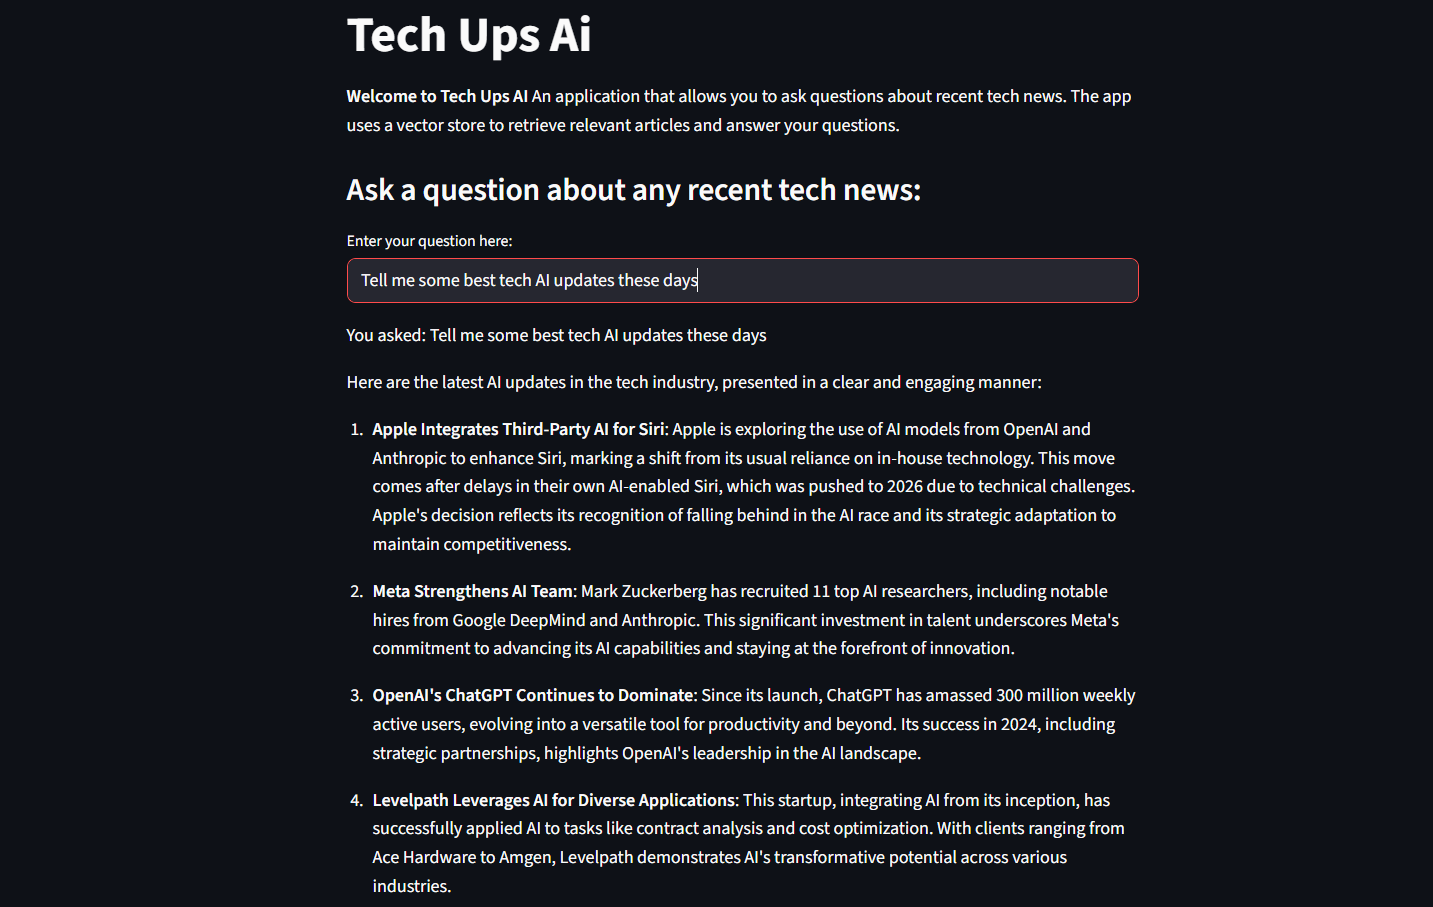 Tech Ups Ai
Welcome to Tech Ups AI An application that allows you to ask questions about recent tech news. The app
uses a vector store to retrieve relevant articles and answer your questions.
Ask a question about any recent tech news:
Enter your question here:
Tell me some best tech AI updates these days
You asked: Tell me some best tech AI updates these days
Here are the latest AI updates in the tech industry, presented in a clear and engaging manner:
1. Apple Integrates Third-Party AI for Siri: Apple is exploring the use of AI models from OpenAI and
Anthropic to enhance Siri, marking a shift from its usual reliance on in-house technology. This move
comes after delays in their own AI-enabled Siri, which was pushed to 2026 due to technical challenges.
Apple's decision reflects its recognition of falling behind in the AI race and its strategic adaptation to
maintain competitiveness.
2. Meta Strengthens AI Team: Mark Zuckerberg has recruited 11 top AI researchers, including notable
hires from Google DeepMind and Anthropic. This significant investment in talent underscores Meta's
commitment to advancing its AI capabilities and staying at the forefront of innovation.
3. OpenAI's ChatGPT Continues to Dominate: Since its launch, ChatGPT has amassed 300 million weekly
active users, evolving into a versatile tool for productivity and beyond. Its success in 2024, including
strategic partnerships, highlights OpenAI's leadership in the AI landscape.
4. Levelpath Leverages AI for Diverse Applications: This startup, integrating AI from its inception, has
successfully applied AI to tasks like contract analysis and cost optimization. With clients ranging from
Ace Hardware to Amgen, Levelpath demonstrates AI's transformative potential across various
industries.